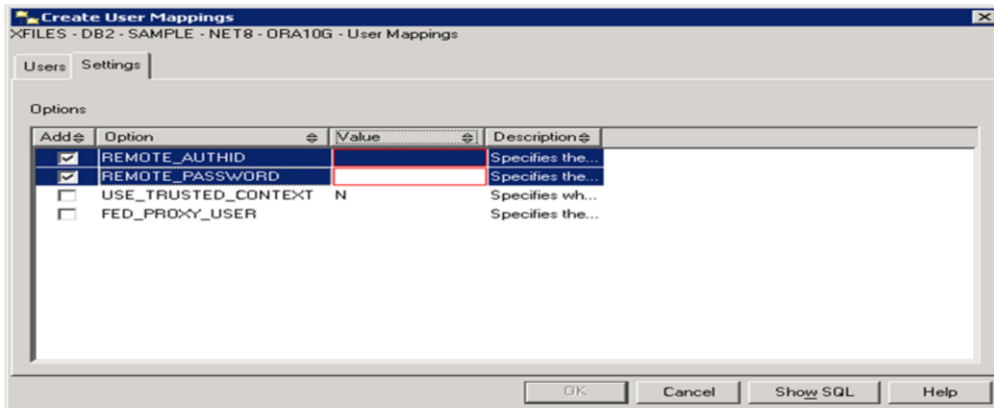 Create User Mappings
XFILES - DB2 - SAMPLE - NET8 - ORA10G - User Mappings
Users Settings
Options
Add Option Value Description
REMOTE_AUTHID Specifies the...
REMOTE_PASSWORD Specifies the...
USE_TRUSTED_CONTEXT N Specifies wh...
FED_PROXY_USER Specifies the...
OK Cancel Show SQL Help